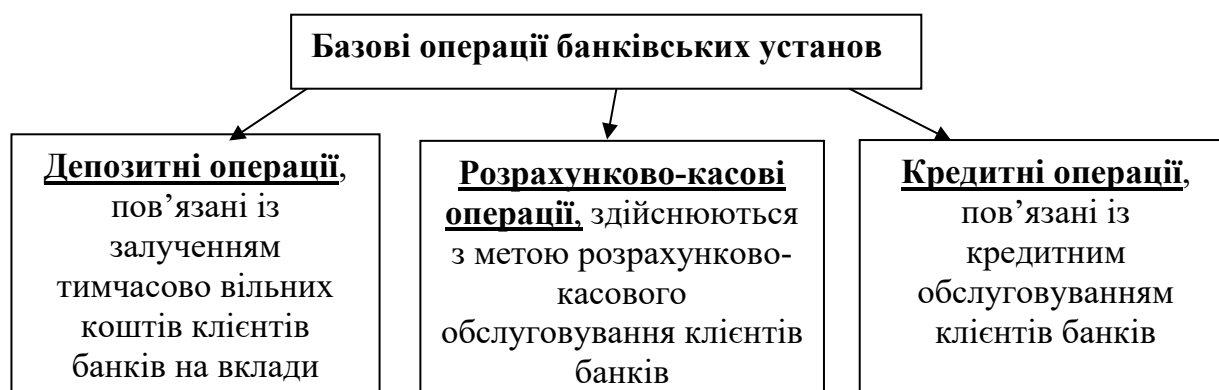 Базові операції банківських установ
Депозитні операції,
пов’язані із
залученням
тимчасово вільних
коштів клієнтів
банків на вклади
Розрахунково-касові
операції, здійснюються
з метою розрахунково-
касового
обслуговування клієнтів
банків
Кредитні операції,
пов’язані із
кредитним
обслуговуванням
клієнтів банків